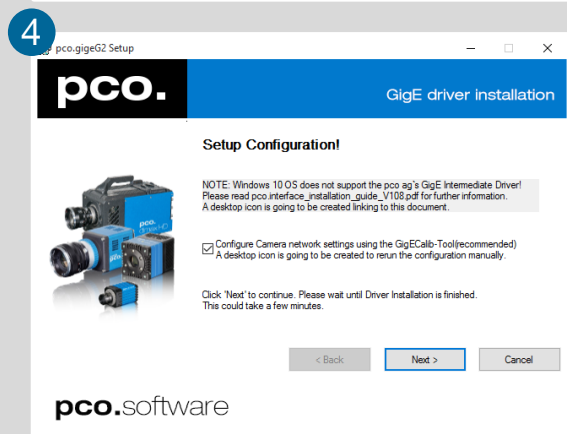 4
pco.gigeG2 Setup
pco.
GigE driver installation
Setup Configuration!
NOTE: Windows 10 OS does not support the pco ag's GigE Intermediate Driver!
Please read pco.interface_installation_guide_V108.pdf for further information.
A desktop icon is going to be created linking to this document.
Configure Camera network settings using the GigECalib-Tool(recommended)
A desktop icon is going to be created to rerun the configuration manually.
pco.
dimax HD
Click 'Next' to continue. Please wait until Driver Installation is finished.
This could take a few minutes.
< Back
Next >
Cancel
pco.software